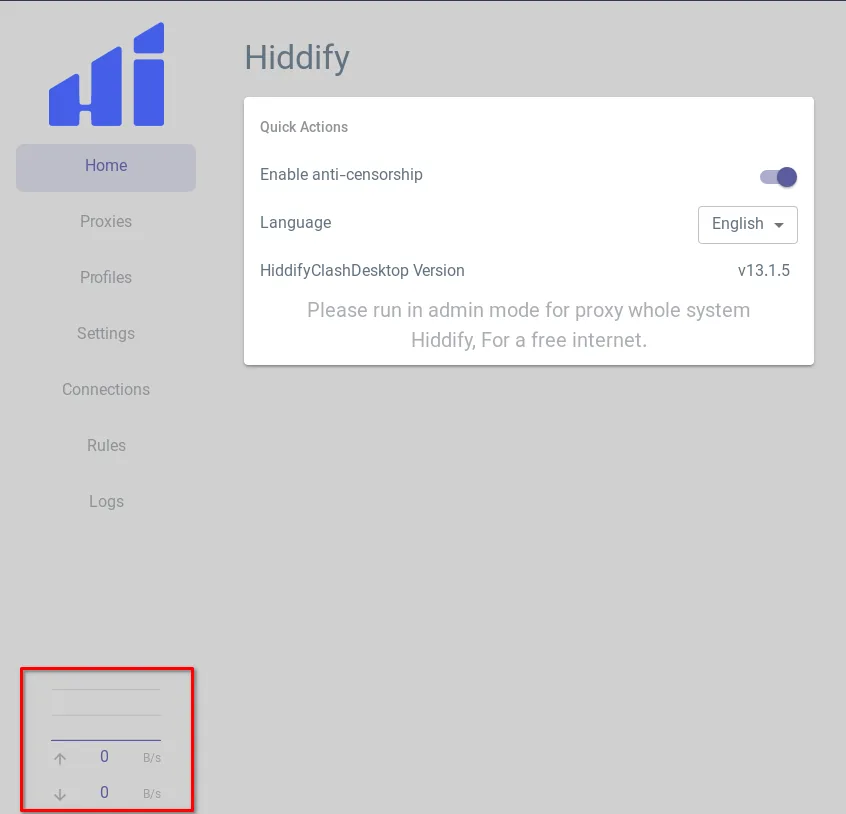 Hi
Home
Proxies
Profiles
Settings
Connections
Rules
Logs
0 B/s
0 B/s
Hiddify
Quick Actions
Enable anti-censorship
Language English
HiddifyClashDesktop Version v13.1.5
Please run in admin mode for proxy whole system
Hiddify, For a free internet.